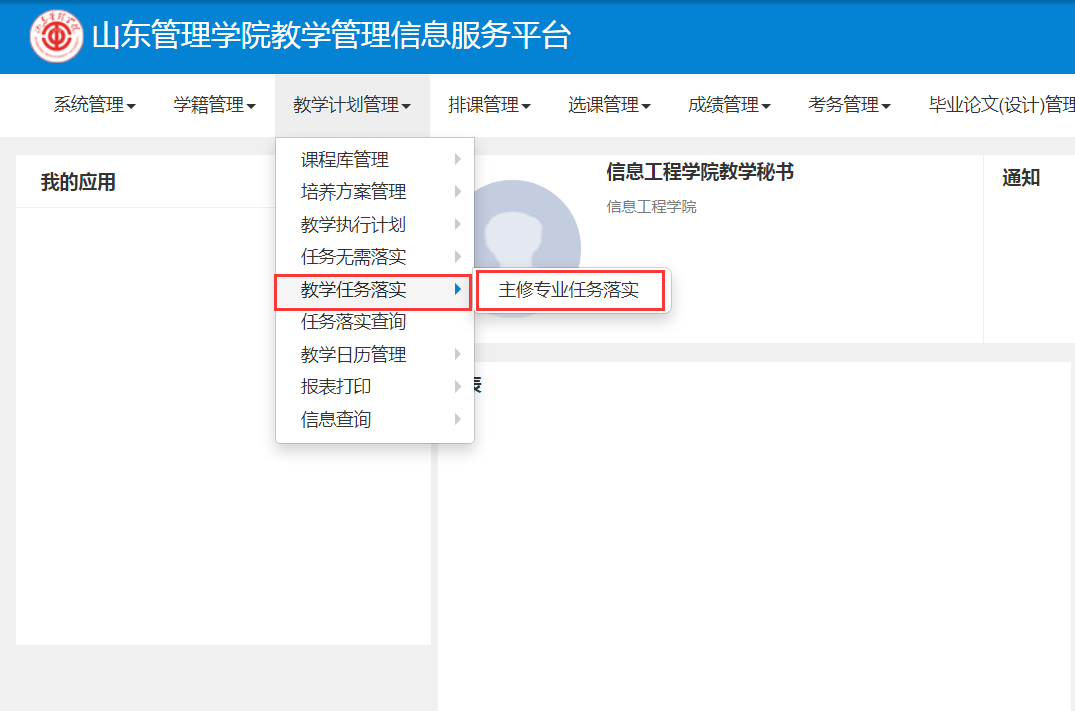 山东管理学院教学管理信息服务平台
系统管理 学籍管理 教学计划管理 排课管理 选课管理 成绩管理 考务管理 毕业论文(设计)管理
我的应用
课程库管理
培养方案管理
教学执行计划
任务无需落实
教学任务落实
主修专业任务落实
任务落实查询
教学日历管理
报表打印
信息查询
信息工程学院教学秘书
信息工程学院
通知
表